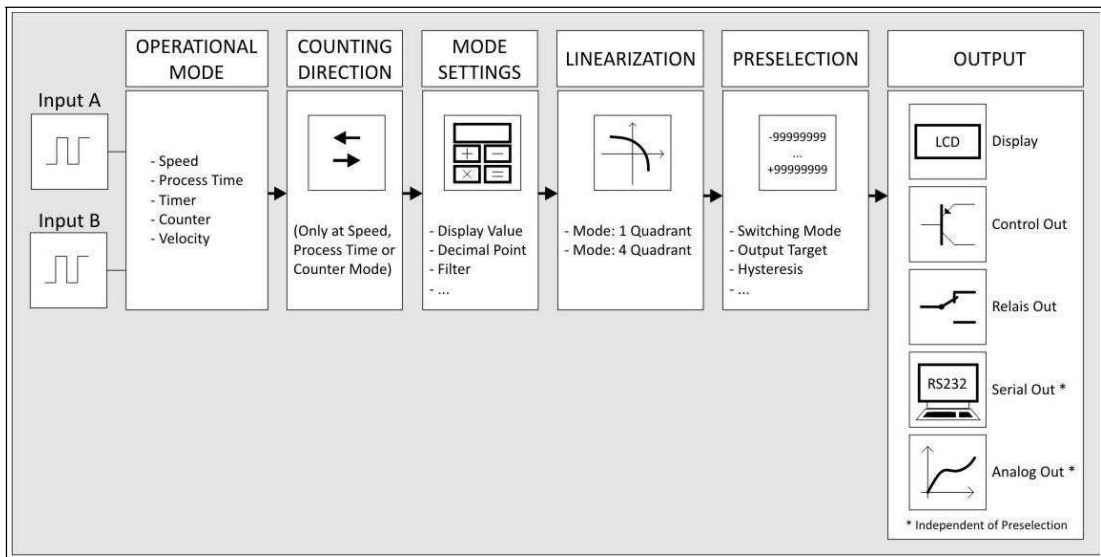 OPERATIONAL
MODE
COUNTING
DIRECTION
MODE
SETTINGS
LINEARIZATION
PRESELECTION
OUTPUT
Input A
Input B
- Speed
- Process Time
- Timer
- Counter
- Velocity
(Only at Speed,
Process Time or
Counter Mode)
+ −
× =
- Display Value
- Decimal Point
- Filter
- ...
- Mode: 1 Quadrant
- Mode: 4 Quadrant
-99999999
...
+99999999
- Switching Mode
- Output Target
- Hysteresis
- ...
LCD
Display
Control Out
Relais Out
RS232
Serial Out *
Analog Out *
* Independent of Preselection